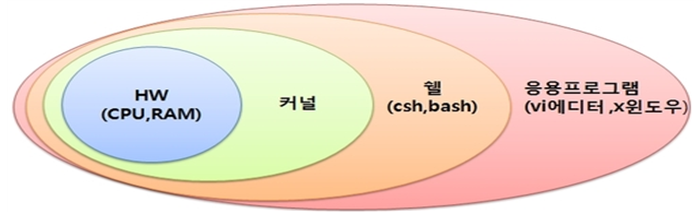 HW
(CPU,RAM)
커널
쉘
(csh,bash)
응용프로그램
(vi에디터 ,X윈도우)